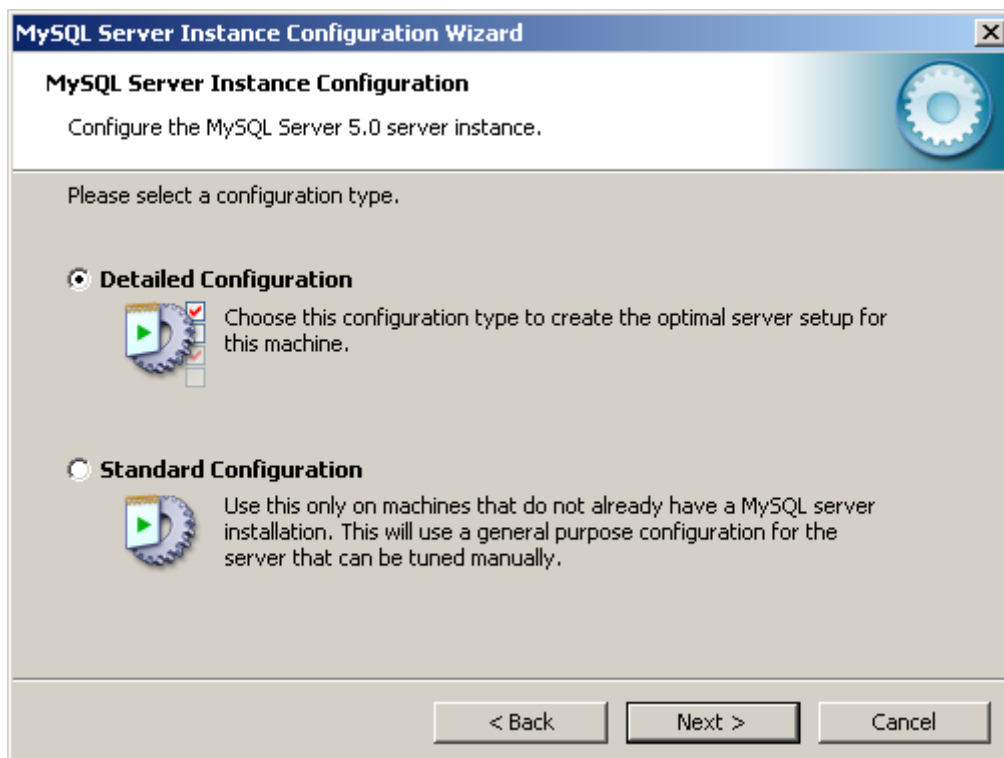 MySQL Server Instance Configuration Wizard
MySQL Server Instance Configuration
Configure the MySQL Server 5.0 server instance.
Please select a configuration type.
Detailed Configuration
Choose this configuration type to create the optimal server setup for
this machine.
Standard Configuration
Use this only on machines that do not already have a MySQL server
installation. This will use a general purpose configuration for the
server that can be tuned manually.
< Back
Next >
Cancel